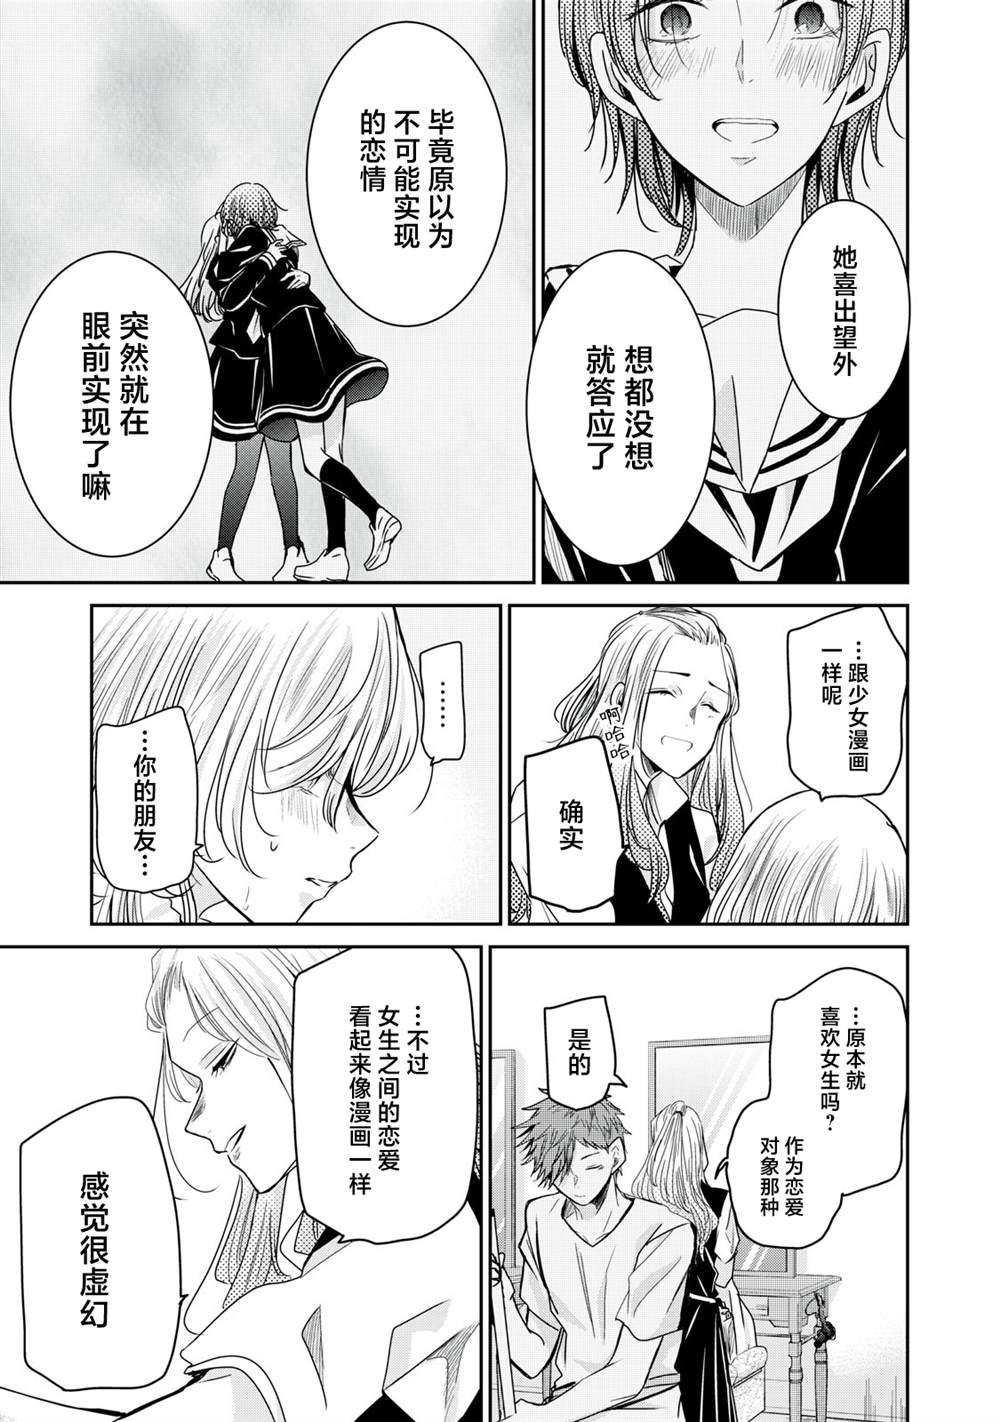 她喜出望外
想都没想
就答应了
毕竟原以为
不可能实现
的恋情
突然就在
眼前实现了嘛
…跟少女漫画
一样呢
啊哈哈
确实
……
…你的朋友…
…原本就
喜欢女生吗?
作为恋爱
对象那种
是的
…不过
女生之间的恋爱
看起来像漫画一样
感觉很虚幻